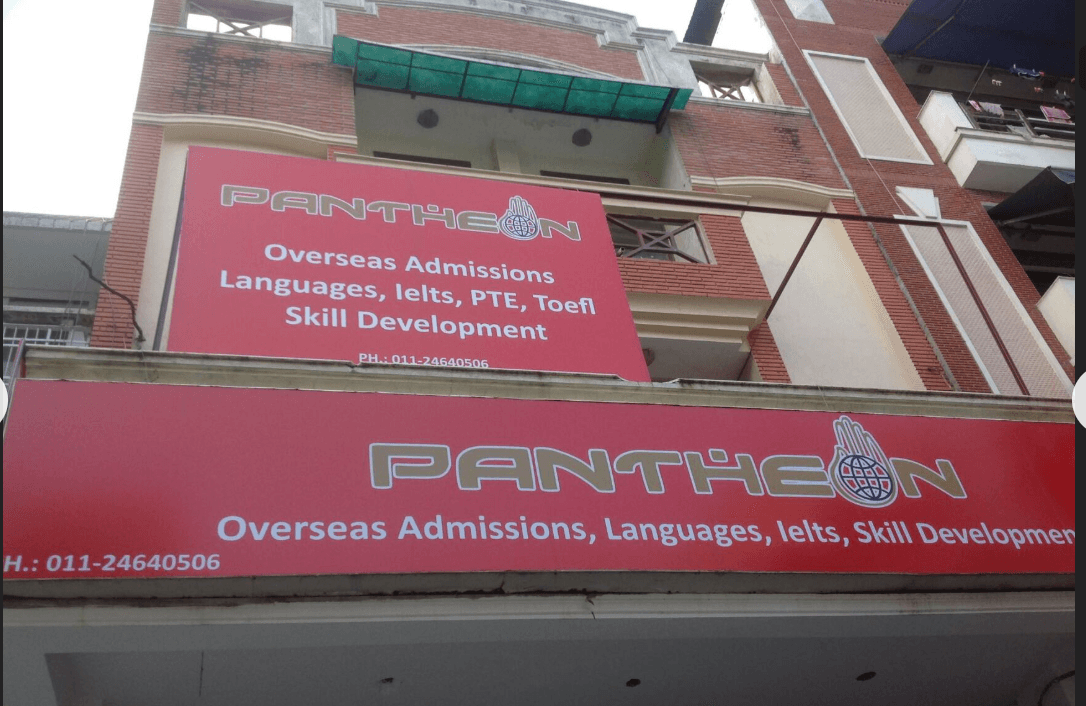 PANTHEON
Overseas Admissions
Languages, Ielts, PTE, Toefl
Skill Development
PH.: 011-24640506
PANTHEON
Overseas Admissions, Languages, Ielts, Skill Developmen
H.: 011-24640506